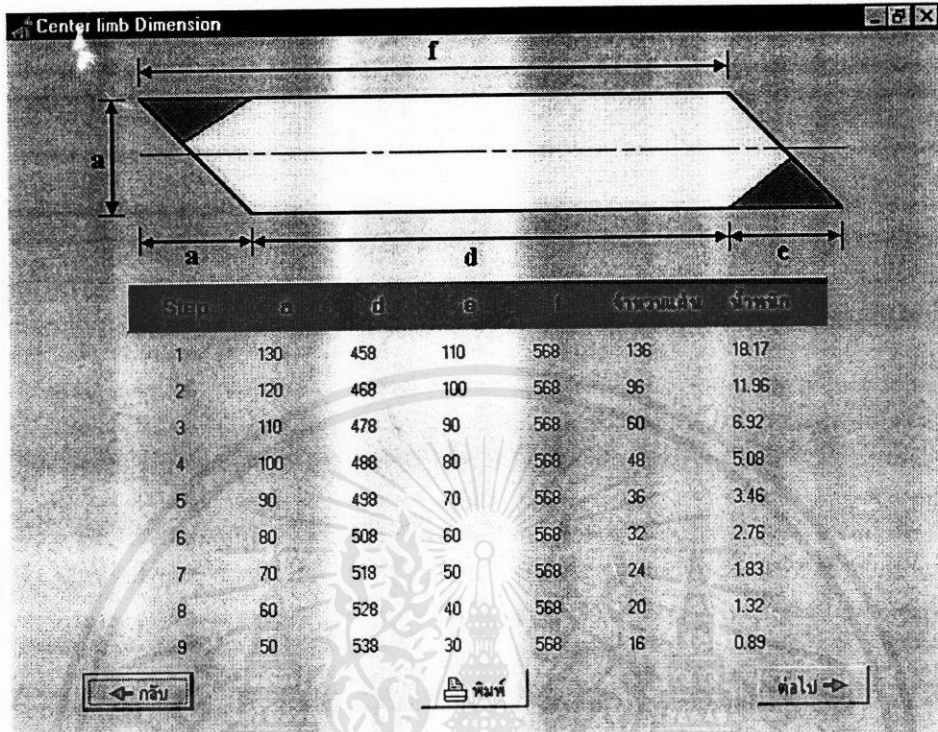 Center limb Dimension
f
a
a d e
Step a d e f จำนวนแผ่น น้ำหนัก
1 130 458 110 568 136 18.17
2 120 468 100 568 96 11.96
3 110 478 90 568 60 6.92
4 100 488 80 568 48 5.08
5 90 498 70 568 36 3.46
6 80 508 60 568 32 2.76
7 70 518 50 568 24 1.83
8 60 528 40 568 20 1.32
9 50 538 30 568 16 0.89
กลับ พิมพ์ ต่อไป